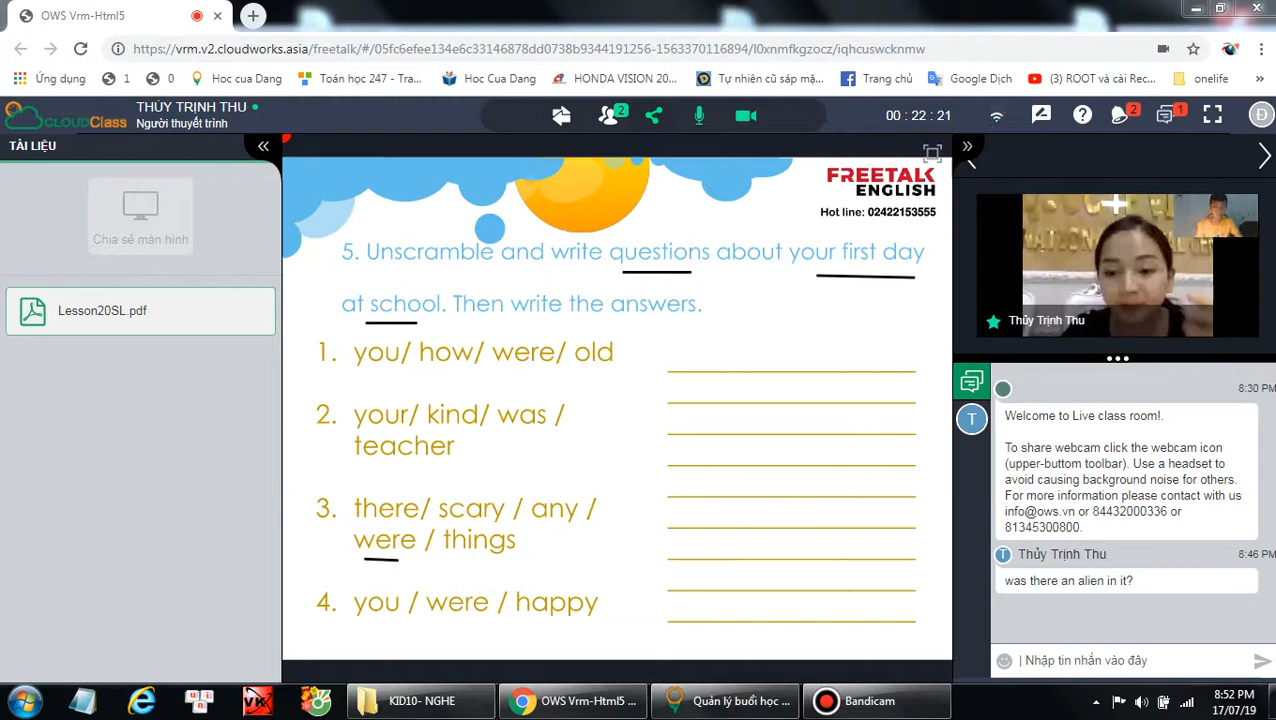 OWS Vrm-Html5
https://vrm.v2.cloudworks.asia/freetalk/#/05fc6efee134e6c33146878dd0738b9344191256-1563370116894/l0xnmfkgzocz/iqhcuswcknmw
Ứng dụng 1 0 Học cua Dang Toán học 247 - Tra... Học Cua Dang HONDA VISION 20... Tự nhiên cũ sáp mặ... Trang chủ Google Dịch (3) ROOT và cài Rec... onelife »
CLOUDCLASS
THỦY TRỊNH THU
Người thuyết trình
2
00 : 22 : 21
2
1
Đ
TÀI LIỆU
Chia sẻ màn hình
Lesson20SL.pdf
FREETALK
ENGLISH
Hot line: 02422153555
5. Unscramble and write questions about your first day
at school. Then write the answers.
1. you/ how/ were/ old
2. your/ kind/ was /
teacher
3. there/ scary / any /
were / things
4. you / were / happy
Thủy Trịnh Thu
8:30 PM
T
Welcome to Live class room!.
To share webcam click the webcam icon
(upper-buttom toolbar). Use a headset to
avoid causing background noise for others.
For more information please contact with us
info@ows.vn or 84432000336 or
81345300800.
T Thủy Trịnh Thu 8:46 PM
was there an alien in it?
Nhập tin nhắn vào đây
KID10- NGHE
OWS Vrm-Html5 ...
Quản lý buổi học ...
Bandicam
8:52 PM
17/07/19